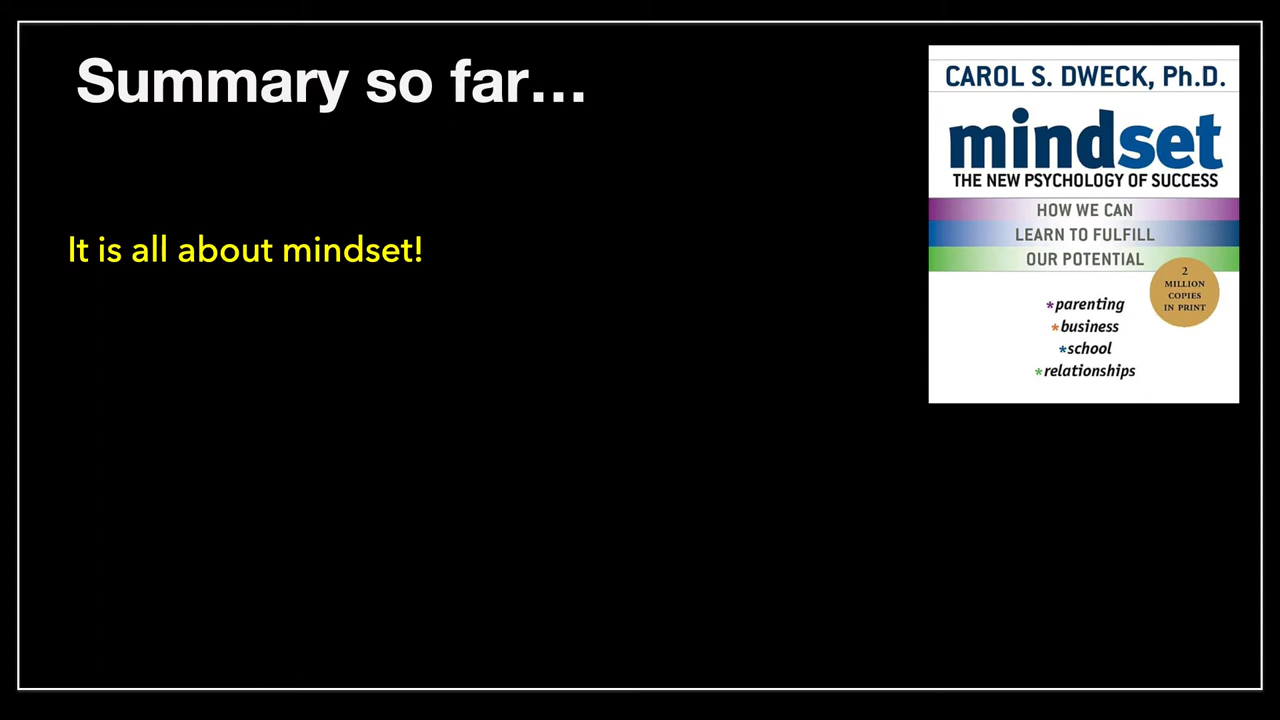 Summary so far...
It is all about mindset!
CAROL S. DWECK, Ph.D.
mindset
THE NEW PSYCHOLOGY OF SUCCESS
HOW WE CAN
LEARN TO FULFILL
OUR POTENTIAL
2
MILLION
COPIES
IN PRINT
*parenting
*business
*school
*relationships